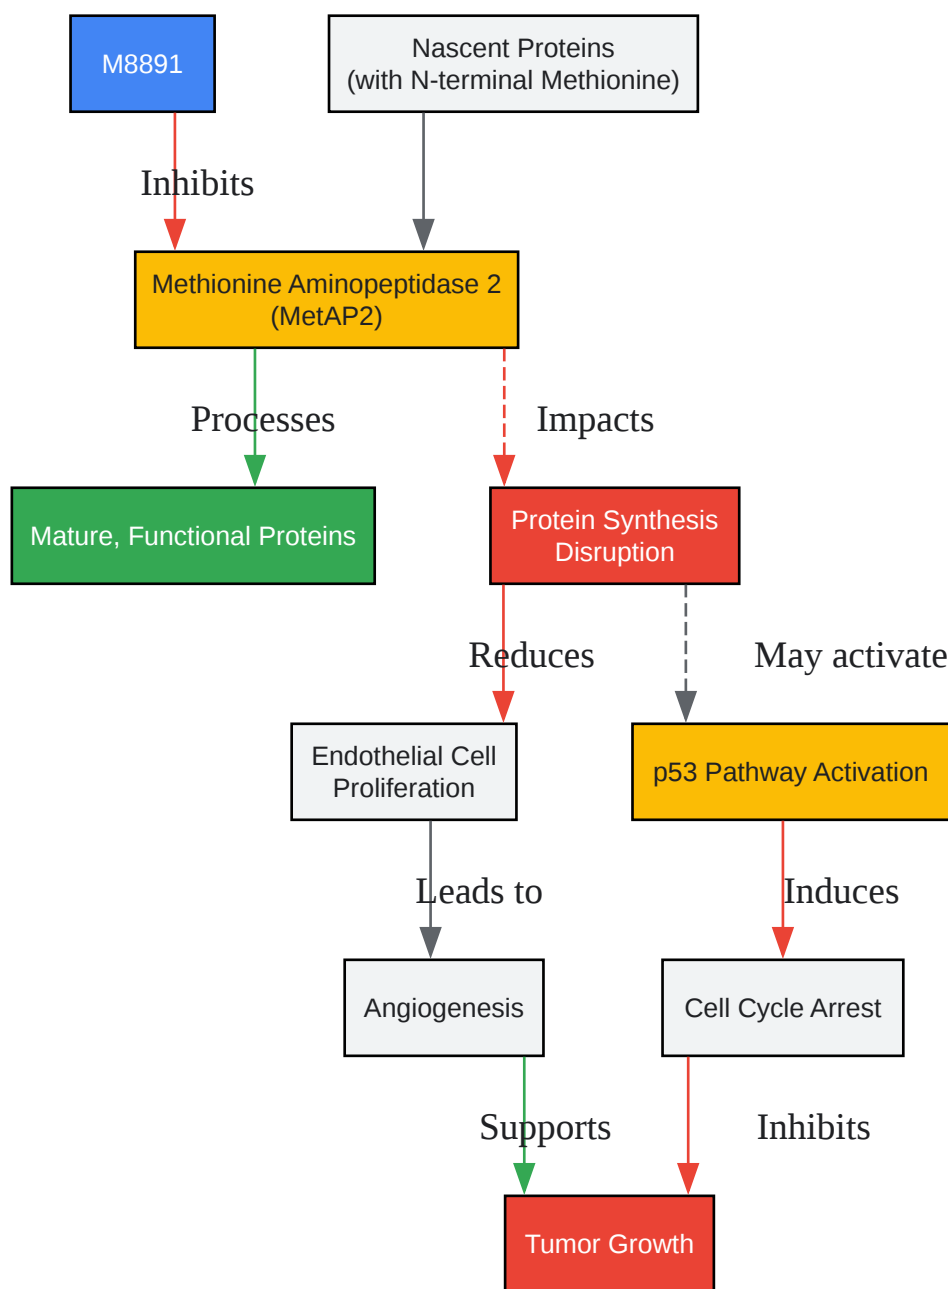 M8891
Nascent Proteins
(with N-terminal Methionine)
Inhibits
Methionine Aminopeptidase 2
(MetAP2)
Processes
Impacts
Mature, Functional Proteins
Protein Synthesis
Disruption
Reduces
May activate
Endothelial Cell
Proliferation
p53 Pathway Activation
Leads to
Induces
Angiogenesis
Cell Cycle Arrest
Supports
Inhibits
Tumor Growth